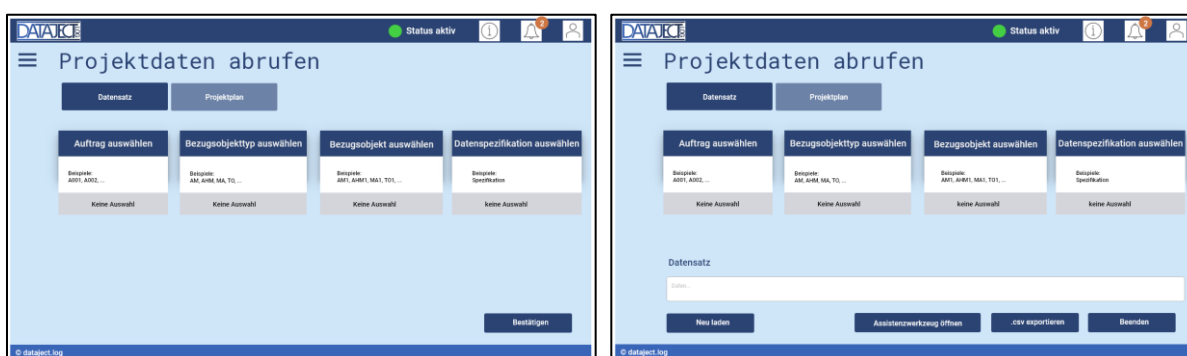 DATAJECT
Status aktiv
2
Projektdaten abrufen
Datensatz
Projektplan
Auftrag auswählen
Bezugsobjekttyp auswählen
Bezugsobjekt auswählen
Datenspezifikation auswählen
Beispiele:
A001, A002, ...
Beispiele:
AM, AHM, MA, TO, ...
Beispiele:
AM1, AHM1, MA1, TO1, ...
Beispiele:
Spezifikation
Keine Auswahl
Keine Auswahl
Keine Auswahl
keine Auswahl
Bestätigen
© dataject.log
DATAJECT
Status aktiv
2
Projektdaten abrufen
Datensatz
Projektplan
Auftrag auswählen
Bezugsobjekttyp auswählen
Bezugsobjekt auswählen
Datenspezifikation auswählen
Beispiele:
A001, A002, ...
Beispiele:
AM, AHM, MA, TO, ...
Beispiele:
AM1, AHM1, MA1, TO1, ...
Beispiele:
Spezifikation
Keine Auswahl
Keine Auswahl
keine Auswahl
keine Auswahl
Datensatz
Daten...
Neu laden
Assistenzwerkzeug öffnen
.csv exportieren
Beenden
© dataject.log